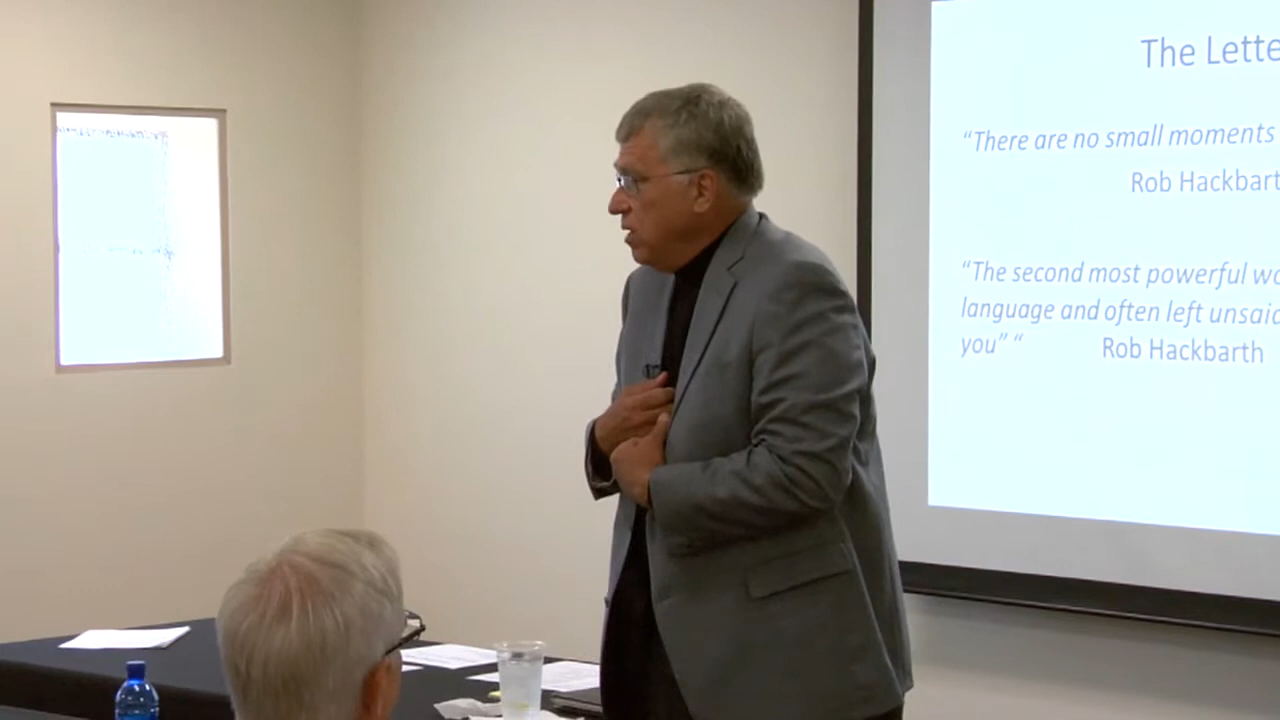 The Lette
“There are no small moments
Rob Hackbart
“The second most powerful wo
language and often left unsaid
you” “ Rob Hackbarth